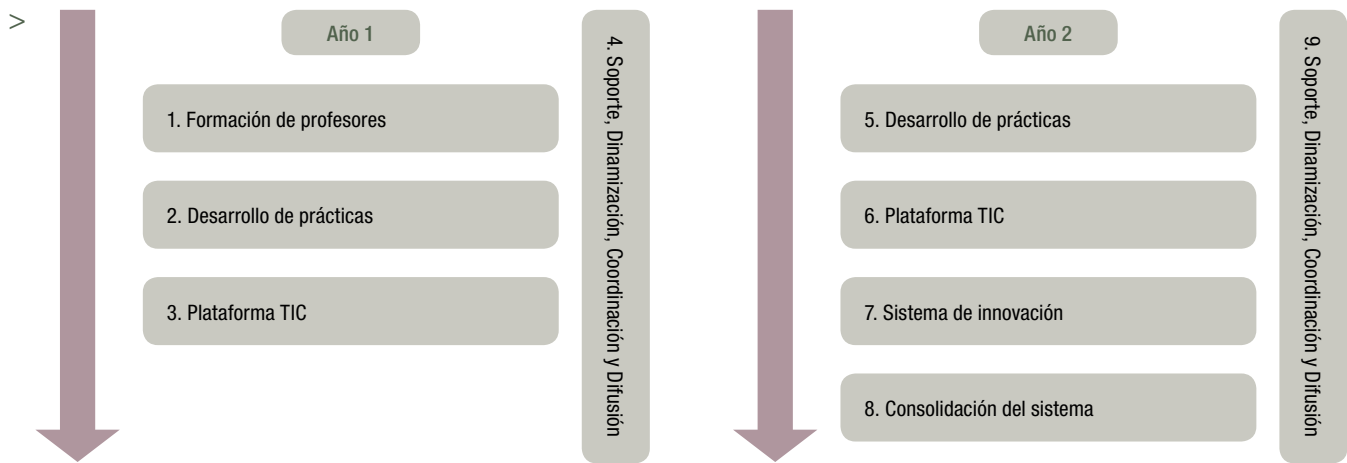 >
Año 1
1. Formación de profesores
2. Desarrollo de prácticas
3. Plataforma TIC
4. Soporte, Dinamización, Coordinación y Difusión
Año 2
5. Desarrollo de prácticas
6. Plataforma TIC
7. Sistema de innovación
8. Consolidación del sistema
9. Soporte, Dinamización, Coordinación y Difusión